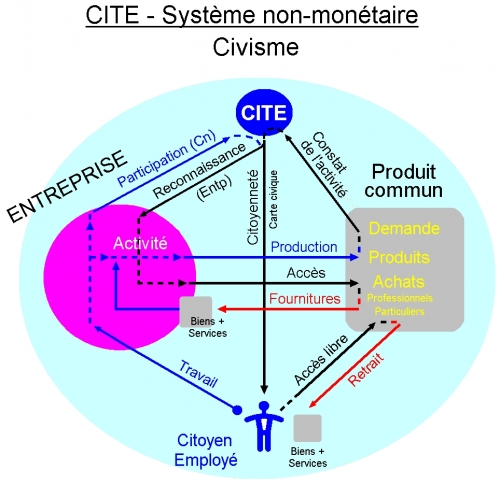 CITE - Système non-monétaire
Civisme
CITE
ENTREPRISE
Participation (Cn)
Reconnaissance
(Entp)
Citoyenneté
Carte civique
Constat
de l'activité
Produit
commun
Activité
Demande
Production
Produits
Accès
Achats
Fournitures
Professionnels
Particuliers
Biens +
Services
Travail
Accès libre
Retrait
Citoyen
Employé
Biens +
Services